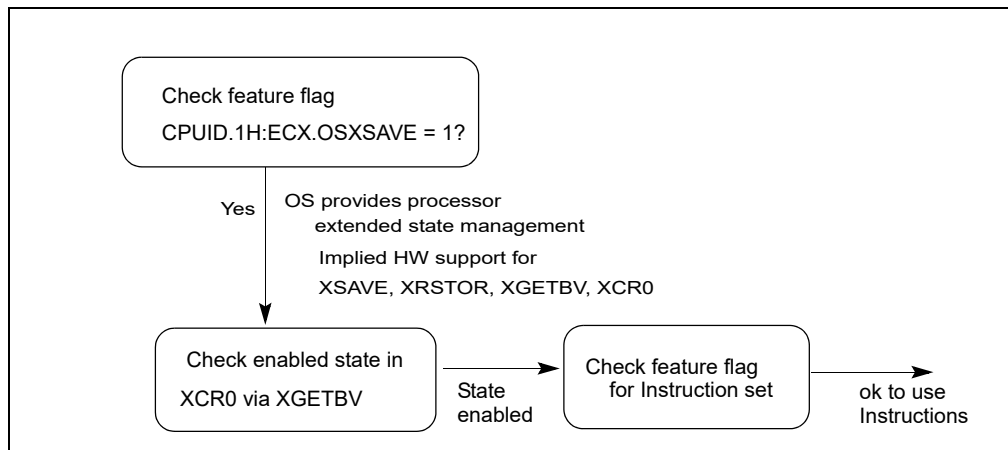 Check feature flag
CPUID.1H:ECX.OSXSAVE = 1?
Yes
OS provides processor
extended state management
Implied HW support for
XSAVE, XRSTOR, XGETBV, XCR0
Check enabled state in
XCR0 via XGETBV
State
enabled
Check feature flag
for Instruction set
ok to use
Instructions